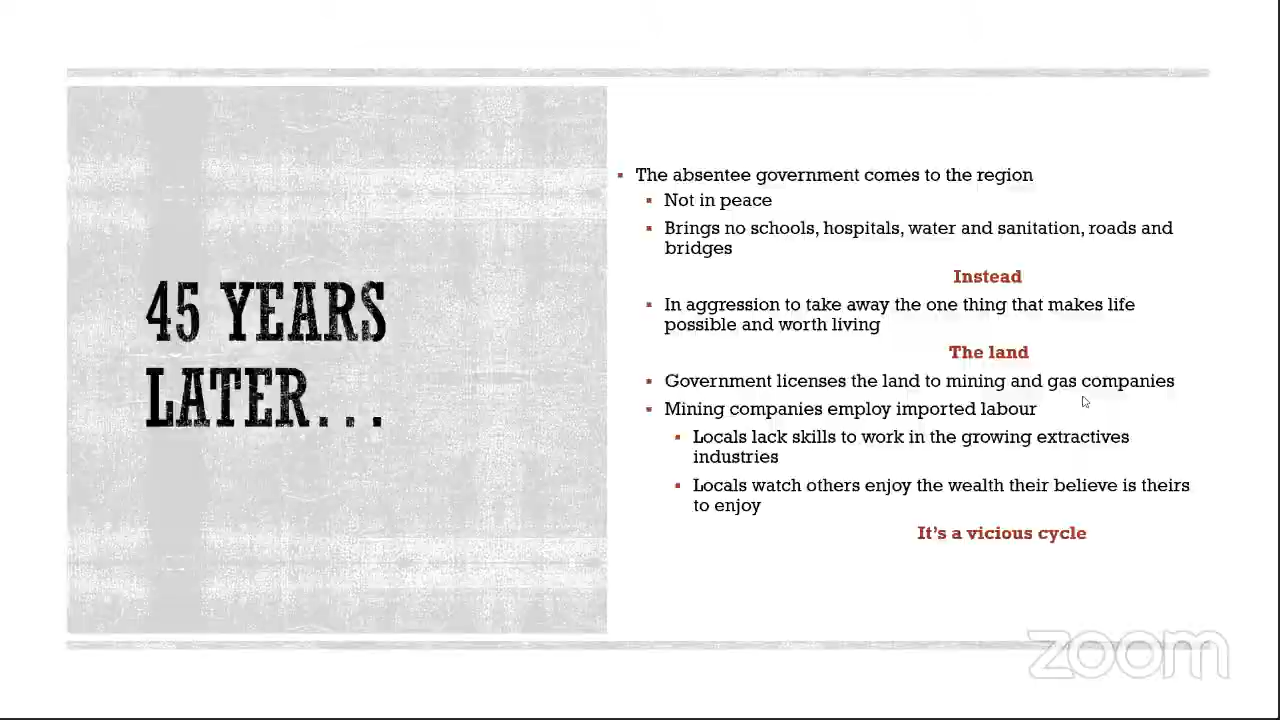 45 YEARS
LATER...
▪ The absentee government comes to the region
▪ Not in peace
▪ Brings no schools, hospitals, water and sanitation, roads and
bridges
Instead
▪ In aggression to take away the one thing that makes life
possible and worth living
The land
▪ Government licenses the land to mining and gas companies
▪ Mining companies employ imported labour
▪ Locals lack skills to work in the growing extractives
industries
▪ Locals watch others enjoy the wealth their believe is theirs
to enjoy
It's a vicious cycle
zoom